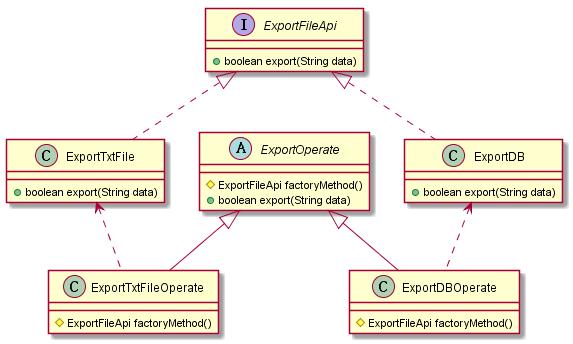 I ExportFileApi
+ boolean export(String data)
C ExportTxtFile
boolean export(String data)
A ExportOperate
ExportFileApi factoryMethod()
boolean export(String data)
C ExportDB
boolean export(String data)
C ExportTxtFileOperate
ExportFileApi factoryMethod()
C ExportDBOperate
ExportFileApi factoryMethod()